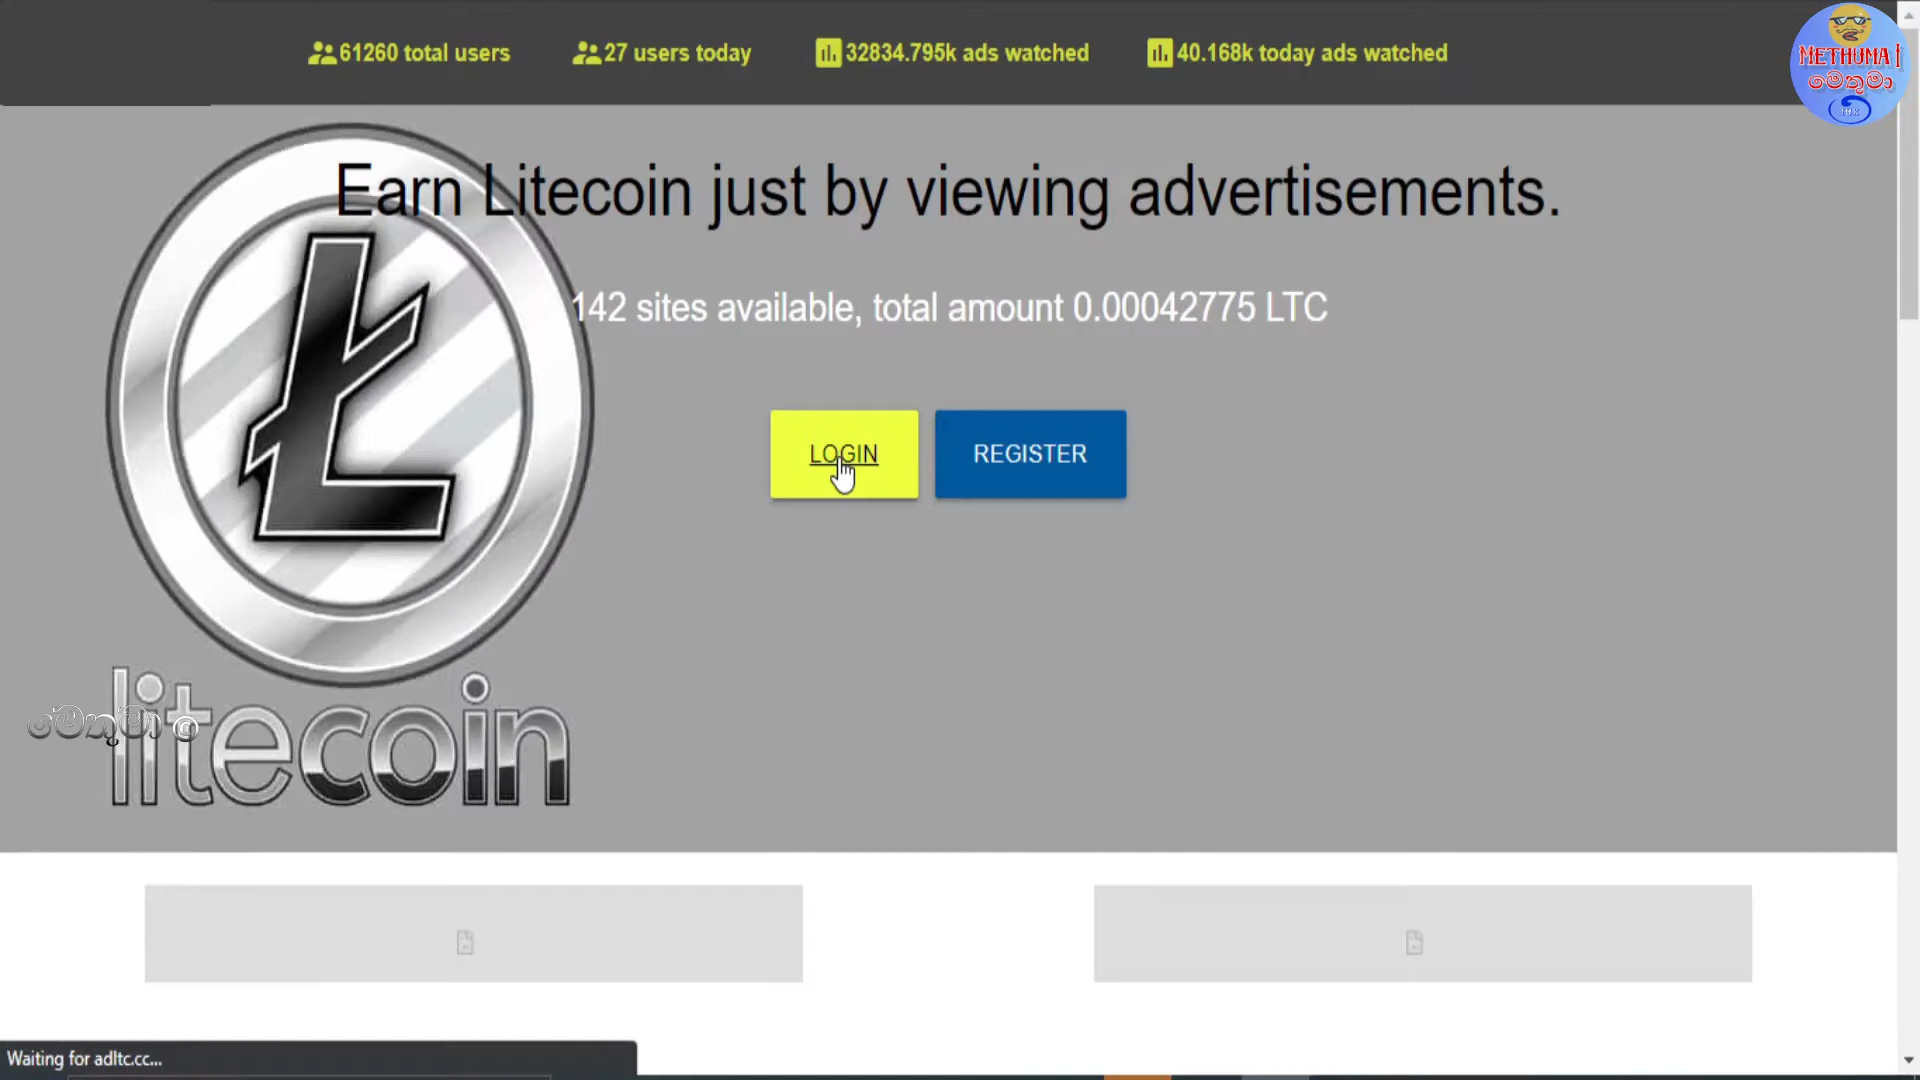 61260 total users
27 users today
32834.795k ads watched
40.168k today ads watched
METHUMA
මෙතුමා
THX
Earn Litecoin just by viewing advertisements.
142 sites available, total amount 0.00042775 LTC
LOGIN
REGISTER
litecoin
මේතුමා
Waiting for adltc.cc...